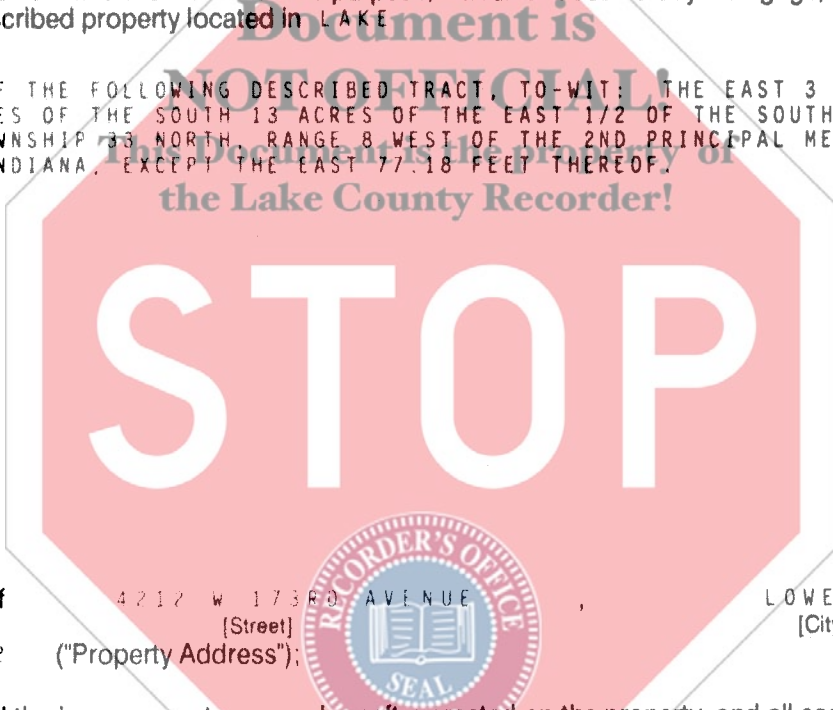 Document is
scribed property located in LAKE
NOT OFFICIAL!
F THE FOLLOWING DESCRIBED TRACT, TO-WIT: THE EAST 3
ES OF THE SOUTH 13 ACRES OF THE EAST 1/2 OF THE SOUTH
WNSHIP 33 NORTH, RANGE 8 WEST OF THE 2ND PRINCIPAL ME
This Document is the property of
NDIANA, EXCEPT THE EAST 77.18 FEET THEREOF.
the Lake County Recorder!
STOP
RECORDER'S OFFICE
f 4212 W 173RD AVENUE , LOWE
[Street] [City
("Property Address");
SEAL